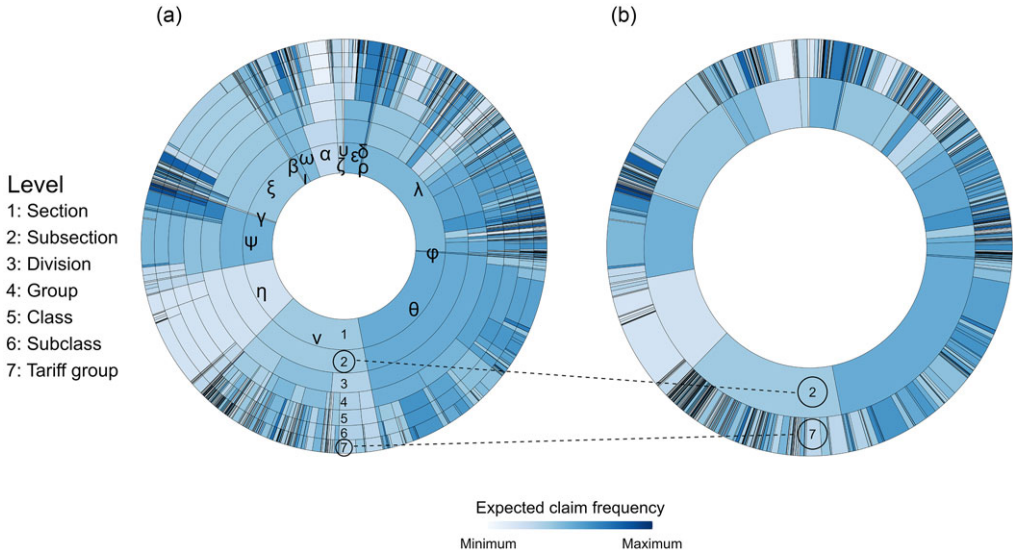 (a)
(b)
Level
1: Section
2: Subsection
3: Division
4: Group
5: Class
6: Subclass
7: Tariff group
β ω α υ ε δ
ι ζ ρ
ξ
λ
γ
ψ
φ
η
θ
ν
1
2
3
4
5
6
7
2
7
Expected claim frequency
Minimum
Maximum